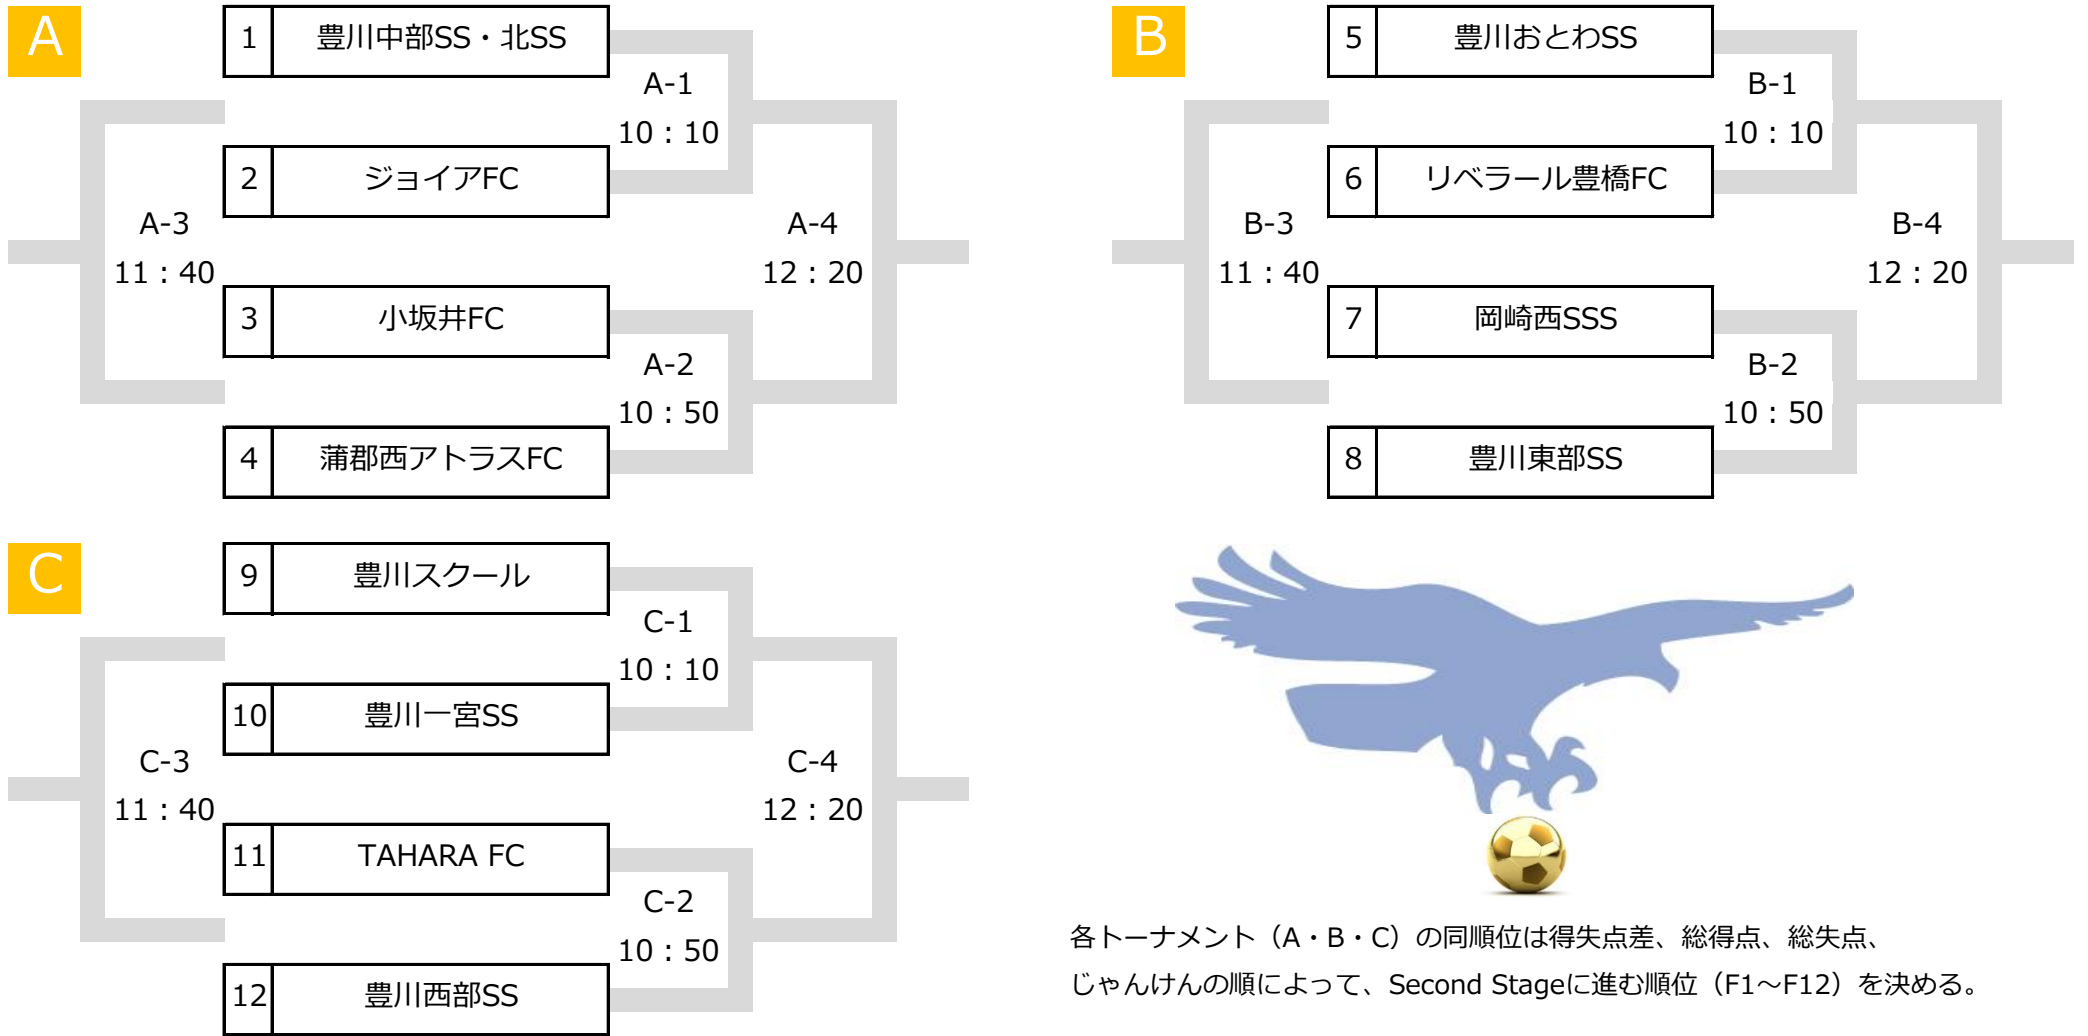 A
1 豊川中部SS・北SS
A-1
10：10
2 ジョイアFC
A-3
11：40
A-4
12：20
3 小坂井FC
A-2
10：50
4 蒲郡西アトラスFC
B
5 豊川おとわSS
B-1
10：10
6 リベラール豊橋FC
B-3
11：40
B-4
12：20
7 岡崎西SSS
B-2
10：50
8 豊川東部SS
C
9 豊川スクール
C-1
10：10
10 豊川一宮SS
C-3
11：40
C-4
12：20
11 TAHARA FC
C-2
10：50
12 豊川西部SS
各トーナメント（A・B・C）の同順位は得失点差、総得点、総失点、
じゃんけんの順によって、Second Stageに進む順位（F1～F12）を決める。